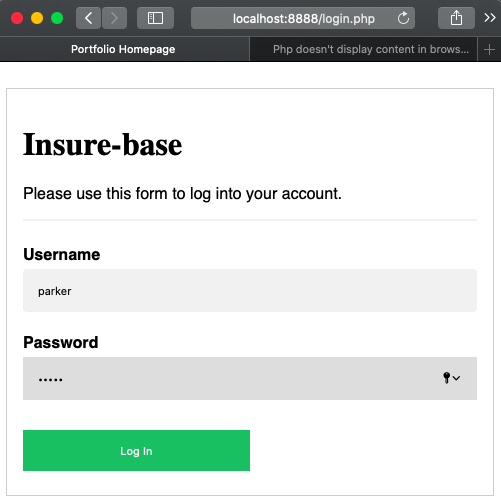 localhost:8888/login.php
Portfolio Homepage
Php doesn't display content in brows...
Insure-base
Please use this form to log into your account.
Username
parker
Password
•••••
Log In